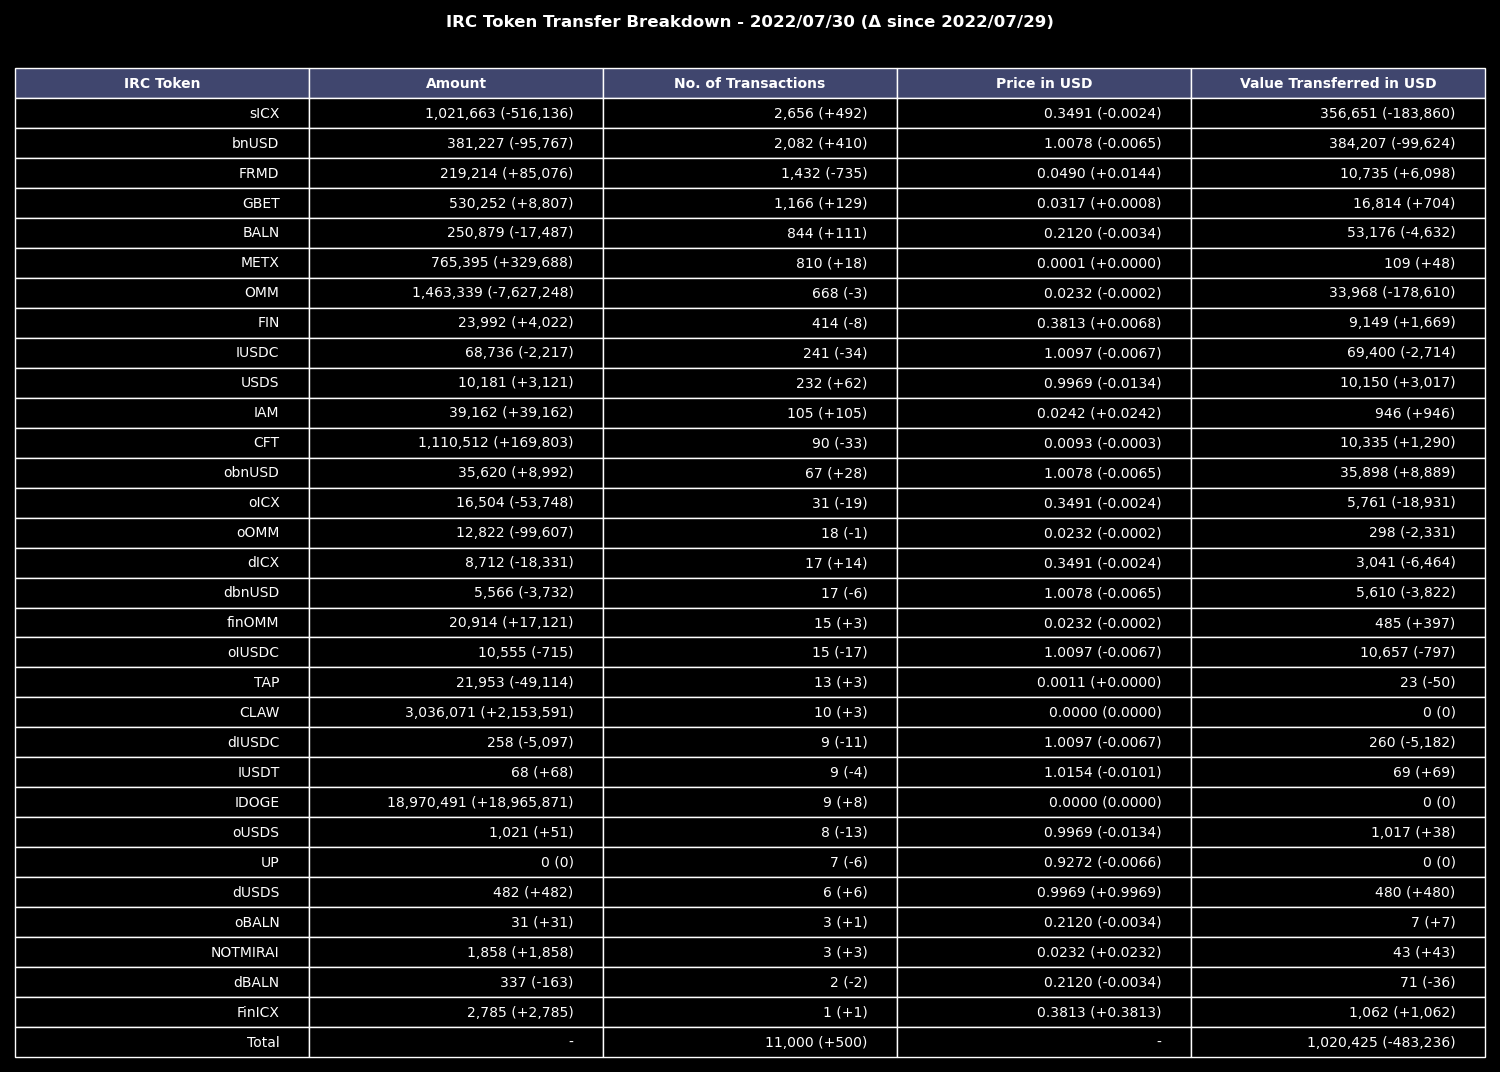 IRC Token Transfer Breakdown - 2022/07/30 (Δ since 2022/07/29)
IRC Token Amount No. of Transactions Price in USD Value Transferred in USD
sICX 1,021,663 (-516,136) 2,656 (+492) 0.3491 (-0.0024) 356,651 (-183,860)
bnUSD 381,227 (-95,767) 2,082 (+410) 1.0078 (-0.0065) 384,207 (-99,624)
FRMD 219,214 (+85,076) 1,432 (-735) 0.0490 (+0.0144) 10,735 (+6,098)
GBET 530,252 (+8,807) 1,166 (+129) 0.0317 (+0.0008) 16,814 (+704)
BALN 250,879 (-17,487) 844 (+111) 0.2120 (-0.0034) 53,176 (-4,632)
METX 765,395 (+329,688) 810 (+18) 0.0001 (+0.0000) 109 (+48)
OMM 1,463,339 (-7,627,248) 668 (-3) 0.0232 (-0.0002) 33,968 (-178,610)
FIN 23,992 (+4,022) 414 (-8) 0.3813 (+0.0068) 9,149 (+1,669)
IUSDC 68,736 (-2,217) 241 (-34) 1.0097 (-0.0067) 69,400 (-2,714)
USDS 10,181 (+3,121) 232 (+62) 0.9969 (-0.0134) 10,150 (+3,017)
IAM 39,162 (+39,162) 105 (+105) 0.0242 (+0.0242) 946 (+946)
CFT 1,110,512 (+169,803) 90 (-33) 0.0093 (-0.0003) 10,335 (+1,290)
obnUSD 35,620 (+8,992) 67 (+28) 1.0078 (-0.0065) 35,898 (+8,889)
oICX 16,504 (-53,748) 31 (-19) 0.3491 (-0.0024) 5,761 (-18,931)
oOMM 12,822 (-99,607) 18 (-1) 0.0232 (-0.0002) 298 (-2,331)
dICX 8,712 (-18,331) 17 (+14) 0.3491 (-0.0024) 3,041 (-6,464)
dbnUSD 5,566 (-3,732) 17 (-6) 1.0078 (-0.0065) 5,610 (-3,822)
finOMM 20,914 (+17,121) 15 (+3) 0.0232 (-0.0002) 485 (+397)
oIUSDC 10,555 (-715) 15 (-17) 1.0097 (-0.0067) 10,657 (-797)
TAP 21,953 (-49,114) 13 (+3) 0.0011 (+0.0000) 23 (-50)
CLAW 3,036,071 (+2,153,591) 10 (+3) 0.0000 (0.0000) 0 (0)
dIUSDC 258 (-5,097) 9 (-11) 1.0097 (-0.0067) 260 (-5,182)
IUSDT 68 (+68) 9 (-4) 1.0154 (-0.0101) 69 (+69)
IDOGE 18,970,491 (+18,965,871) 9 (+8) 0.0000 (0.0000) 0 (0)
oUSDS 1,021 (+51) 8 (-13) 0.9969 (-0.0134) 1,017 (+38)
UP 0 (0) 7 (-6) 0.9272 (-0.0066) 0 (0)
dUSDS 482 (+482) 6 (+6) 0.9969 (+0.9969) 480 (+480)
oBALN 31 (+31) 3 (+1) 0.2120 (-0.0034) 7 (+7)
NOTMIRAI 1,858 (+1,858) 3 (+3) 0.0232 (+0.0232) 43 (+43)
dBALN 337 (-163) 2 (-2) 0.2120 (-0.0034) 71 (-36)
FinICX 2,785 (+2,785) 1 (+1) 0.3813 (+0.3813) 1,062 (+1,062)
Total - 11,000 (+500) - 1,020,425 (-483,236)